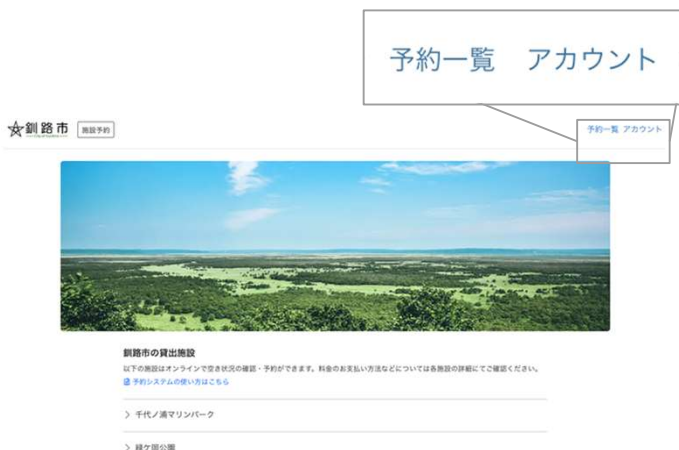 予約一覧 アカウント
釧路市 施設予約
予約一覧 アカウント
釧路市の貸出施設
以下の施設はオンラインで空き状況の確認・予約ができます。料金のお支払い方法などについては各施設の詳細にてご確認ください。
予約システムの使い方はこちら
千代ノ浦マリンパーク
緑ケ岡公園